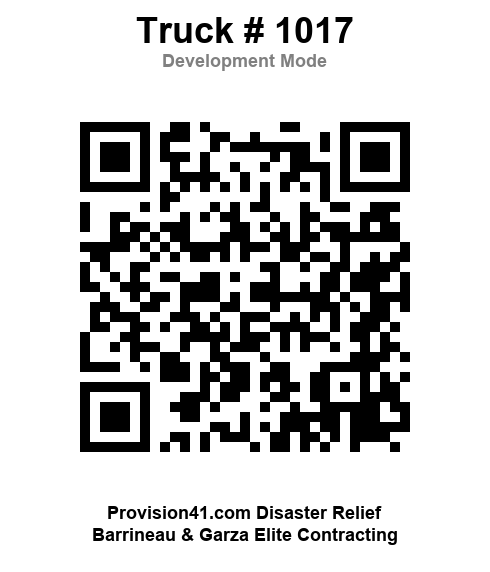 Truck # 1017
Development Mode
Provision41.com Disaster Relief
Barrineau & Garza Elite Contracting